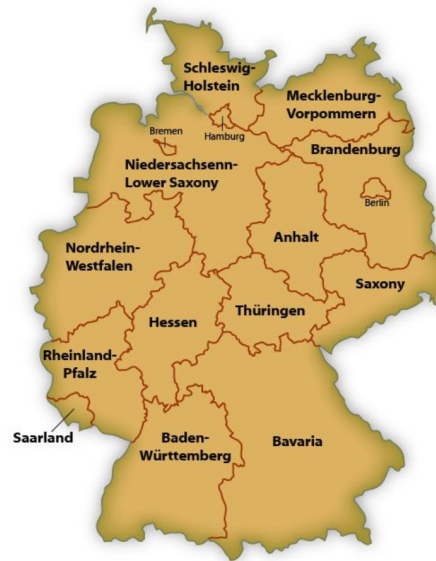 Schleswig-
Holstein
Mecklenburg-
Vorpommern
Hamburg
Bremen
Brandenburg
Niedersachsenn-
Lower Saxony
Berlin
Anhalt
Nordrhein-
Westfalen
Saxony
Thüringen
Hessen
Rheinland-
Pfalz
Saarland
Baden-
Württemberg
Bavaria